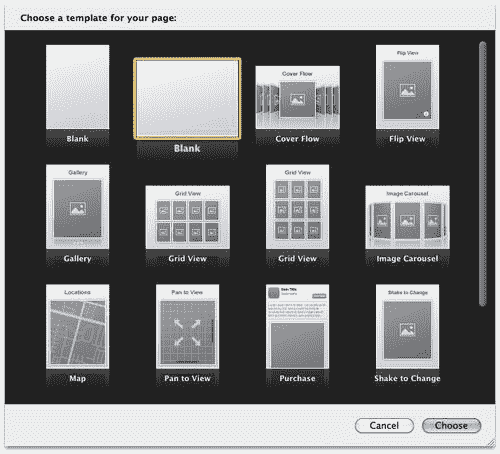 Choose a template for your page:
Blank
Blank
Cover Flow
Cover Flow
Flip View
Flip View
Gallery
Gallery
Grid View
Grid View
Grid View
Grid View
Image Carousel
Image Carousel
Locations
Map
Pan to View
Pan to View
Item Title
Purchase
Shake to Change
Shake to Change
Cancel
Choose